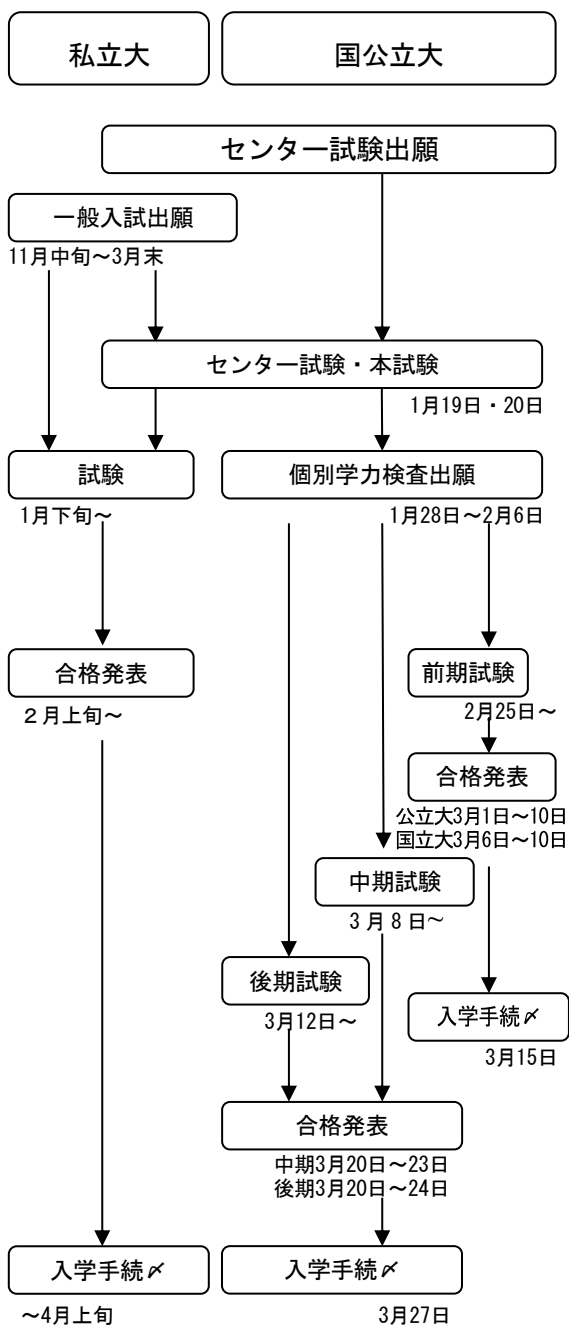 私立大
国公立大
センター試験出願
一般入試出願
11月中旬～3月末
センター試験・本試験
1月19日・20日
試験
1月下旬～
個別学力検査出願
1月28日～2月6日
合格発表
２月上旬～
前期試験
2月25日～
合格発表
公立大3月1日～10日
国立大3月6日～10日
中期試験
３月８日～
後期試験
3月12日～
入学手続〆
3月15日
合格発表
中期3月20日～23日
後期3月20日～24日
入学手続〆
～4月上旬
入学手続〆
3月27日